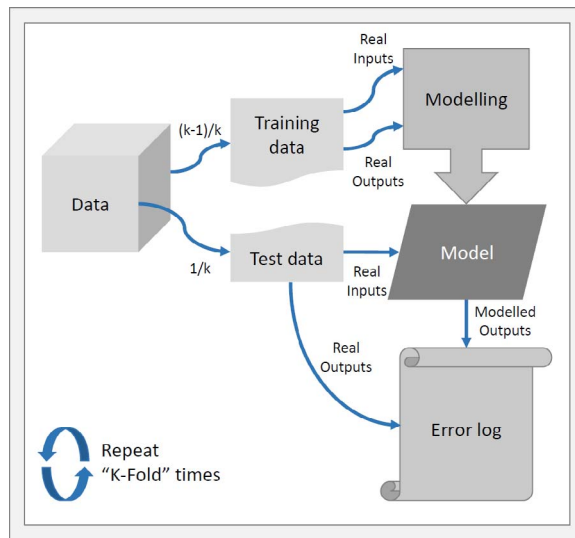 Real
Inputs
Modelling
(k-1)/k
Training
data
Real
Outputs
Data
1/k
Test data
Real
Inputs
Model
Modelled
Outputs
Real
Outputs
Error log
Repeat
“K-Fold” times